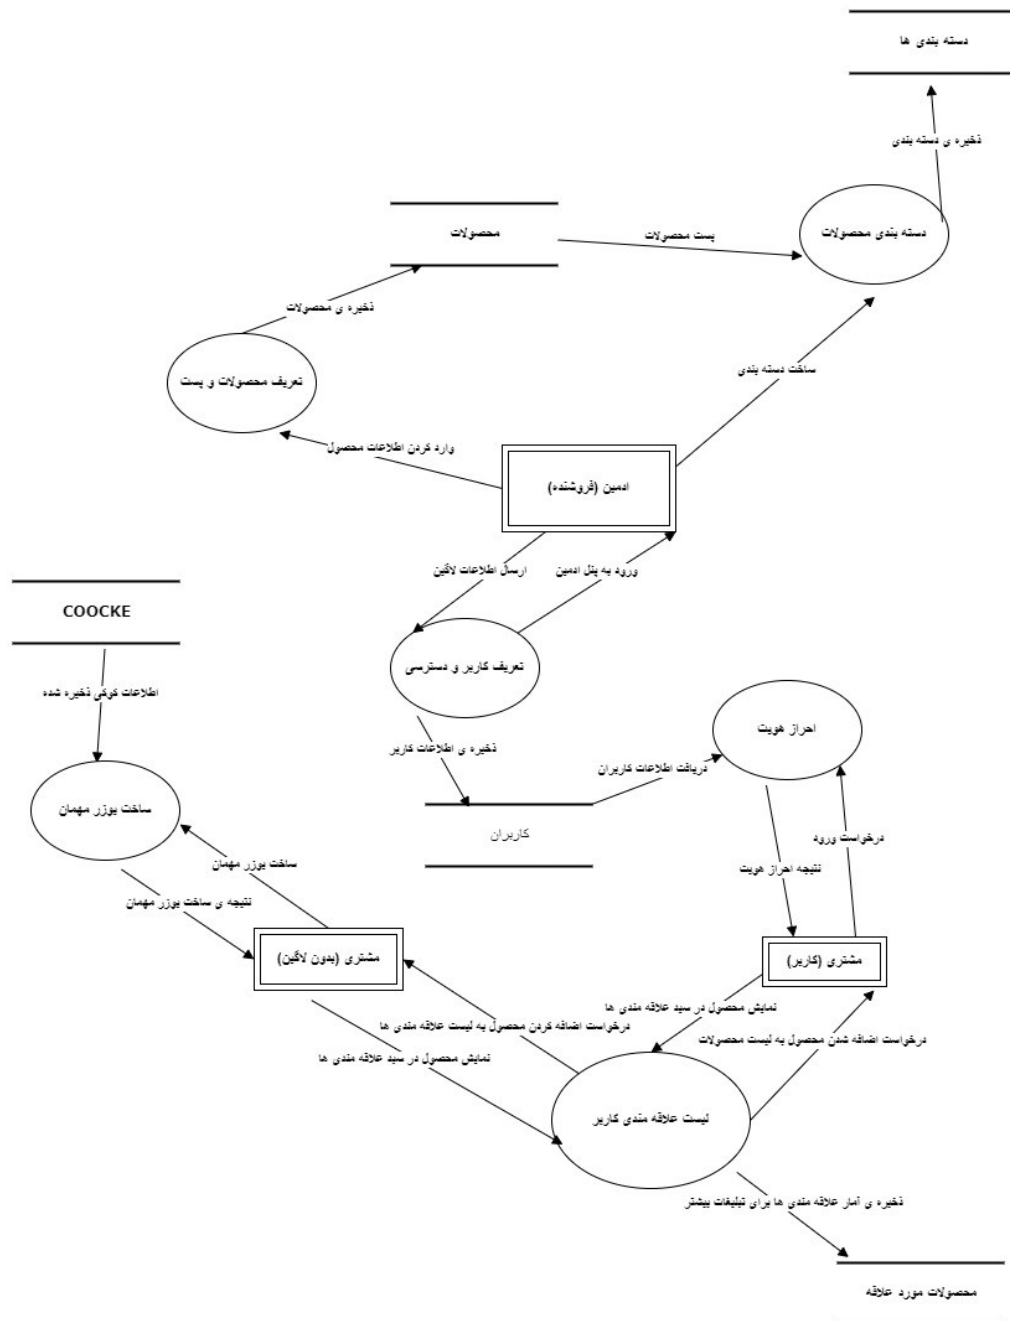 دسته بندی ها
ذخیره ی دسته بندی
محصولات
پست محصولات
دسته بندی محصولات
ذخیره ی محصولات
تعریف محصولات و پست
ساخت دسته بندی
وارد کردن اطلاعات محصول
ادمین (فروشنده)
ارسال اطلاعات لاگین
ورود به پنل ادمین
COOCKE
تعریف کاربر و دسترسی
اطلاعات کوکی ذخیره شده
احراز هویت
ذخیره ی اطلاعات کاربر
دریافت اطلاعات کاربران
ساخت یوزر مهمان
کاربران
درخواست ورود
ساخت یوزر مهمان
نتیجه احراز هویت
نتیجه ی ساخت یوزر مهمان
مشتری (بدون لاگین)
مشتری (کاربر)
نمایش محصول در سبد علاقه مندی ها
درخواست اضافه کردن محصول به لیست علاقه مندی ها
درخواست اضافه شدن محصول به لیست محصولات
نمایش محصول در سبد علاقه مندی ها
لیست علاقه مندی کاربر
ذخیره ی آمار علاقه مندی ها برای تبلیغات بیشتر
محصولات مورد علاقه